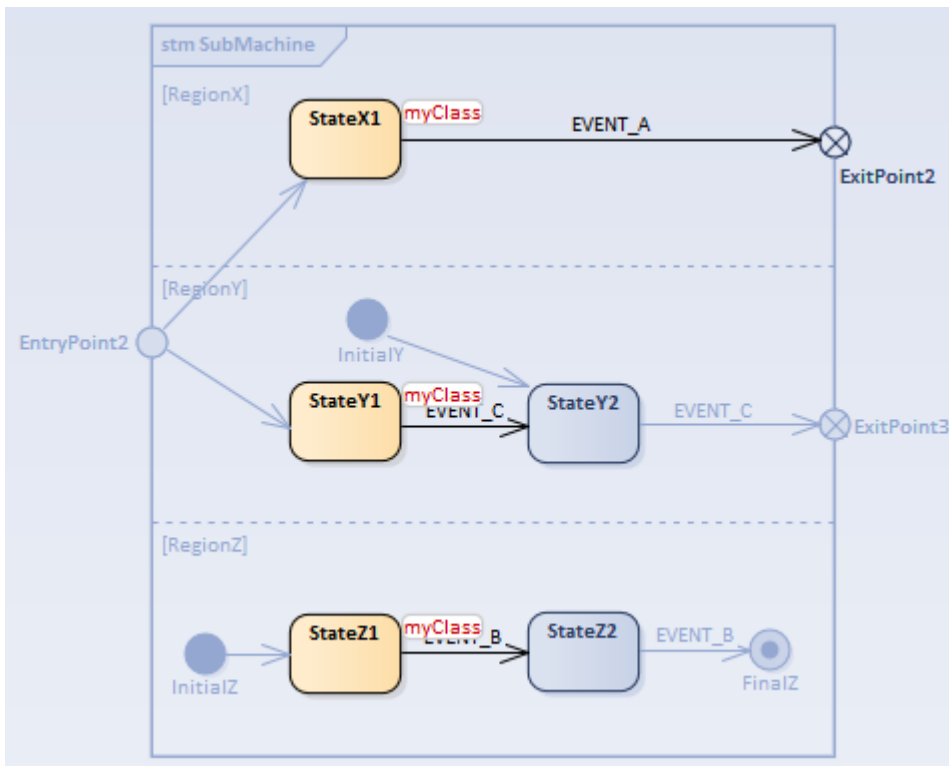 stm SubMachine
[RegionX]
StateX1
myClass
EVENT_A
ExitPoint2
[RegionY]
EntryPoint2
InitialY
StateY1
myClass
EVENT_C
StateY2
EVENT_C
ExitPoint3
[RegionZ]
StateZ1
myClass
EVENT_B
StateZ2
EVENT_B
InitialZ
FinalZ